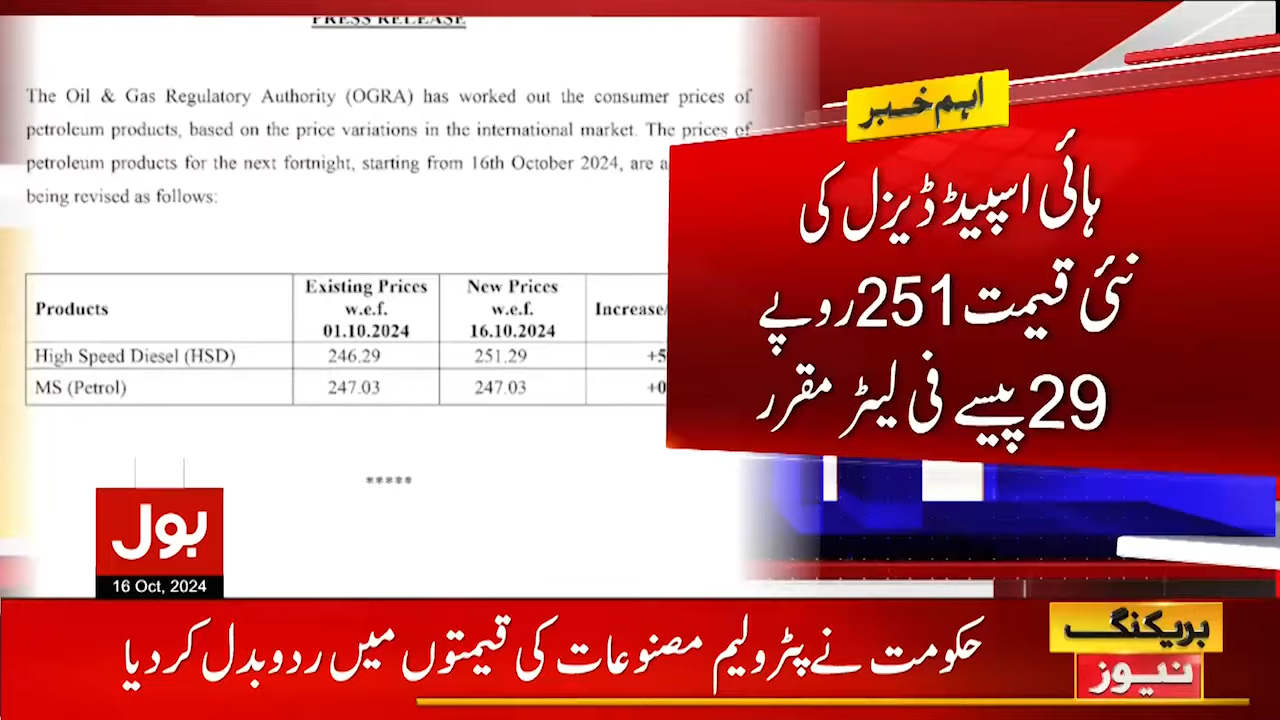 PRESS RELEASE
The Oil & Gas Regulatory Authority (OGRA) has worked out the consumer prices of
petroleum products, based on the price variations in the international market. The prices of
petroleum products for the next fortnight, starting from 16th October 2024, are a
being revised as follows:
Products
Existing Prices
w.e.f.
01.10.2024
New Prices
w.e.f.
16.10.2024
Increase/
High Speed Diesel (HSD) 246.29 251.29 +5
MS (Petrol) 247.03 247.03 +0
*****
اہم خبر
ہائی اسپیڈ ڈیزل کی
نئی قیمت 251 روپے
29 پیسے فی لیٹر مقرر
بول
16 Oct, 2024
حکومت نے پٹرولیم مصنوعات کی قیمتوں میں ردوبدل کردیا
بریکنگ
نیوز